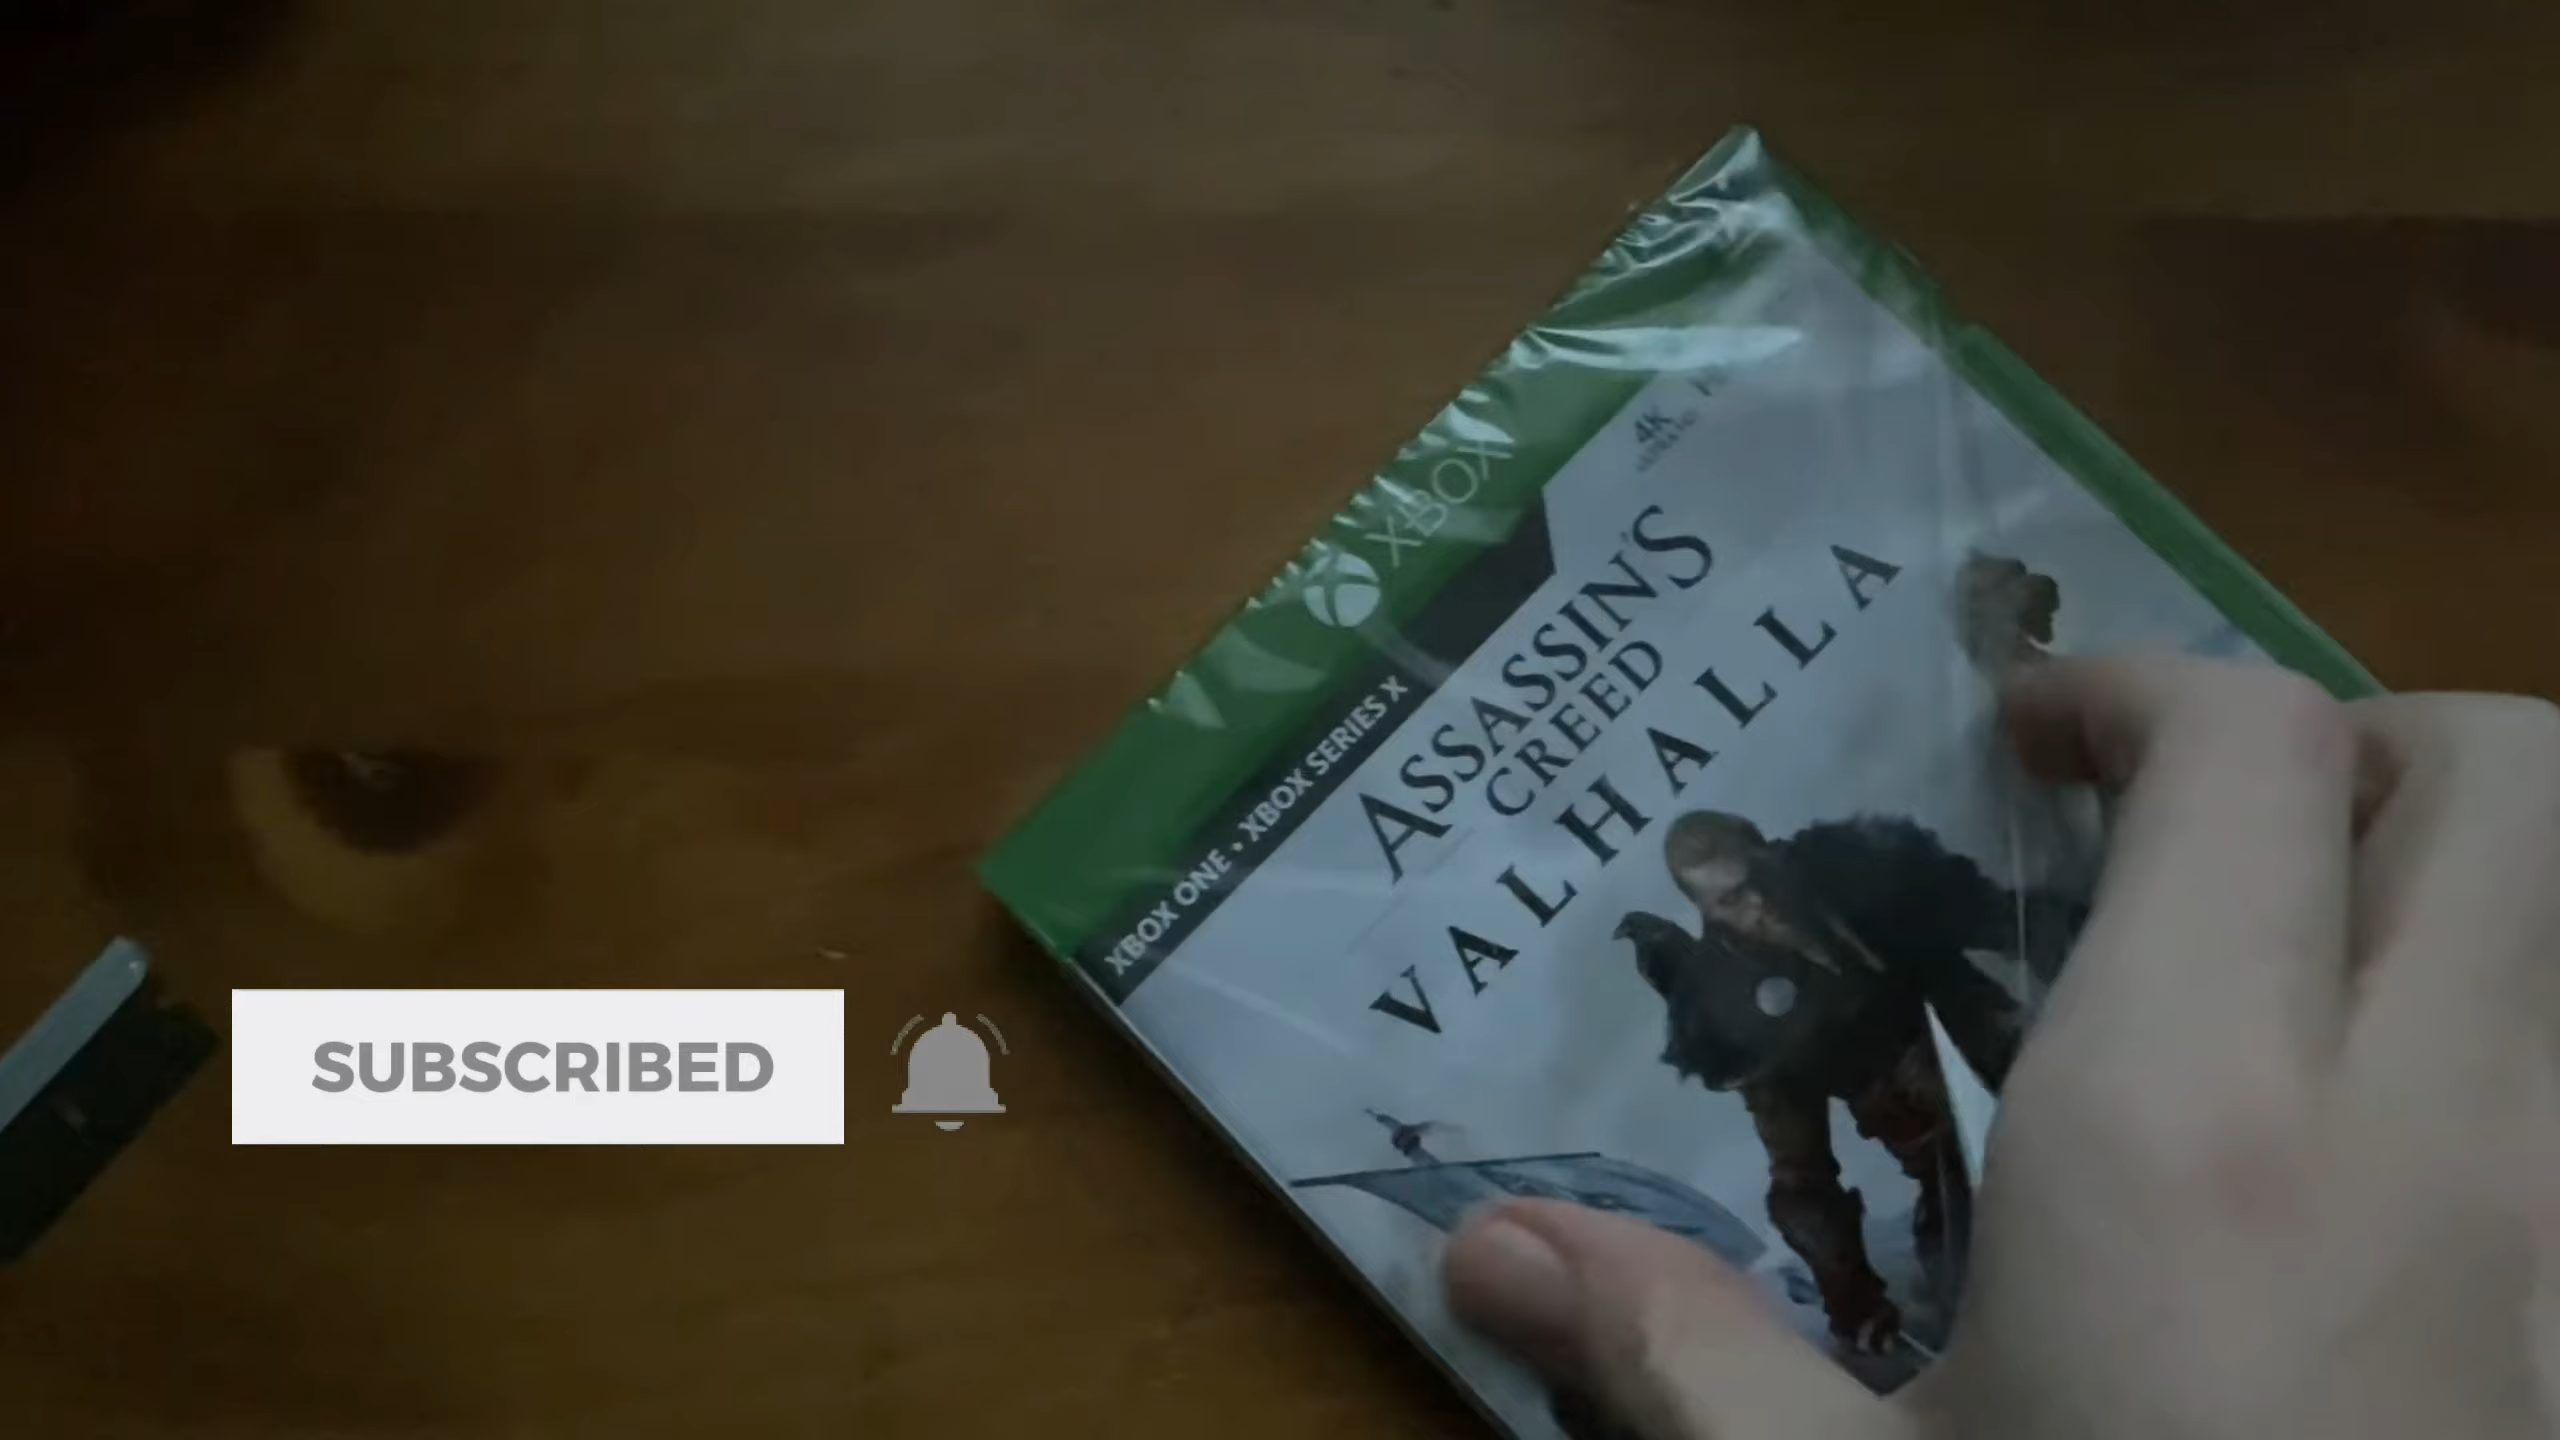 XBOX
4K
XBOX ONE • XBOX SERIES X
ASSASSIN'S
CREED
VALHALLA
SUBSCRIBED